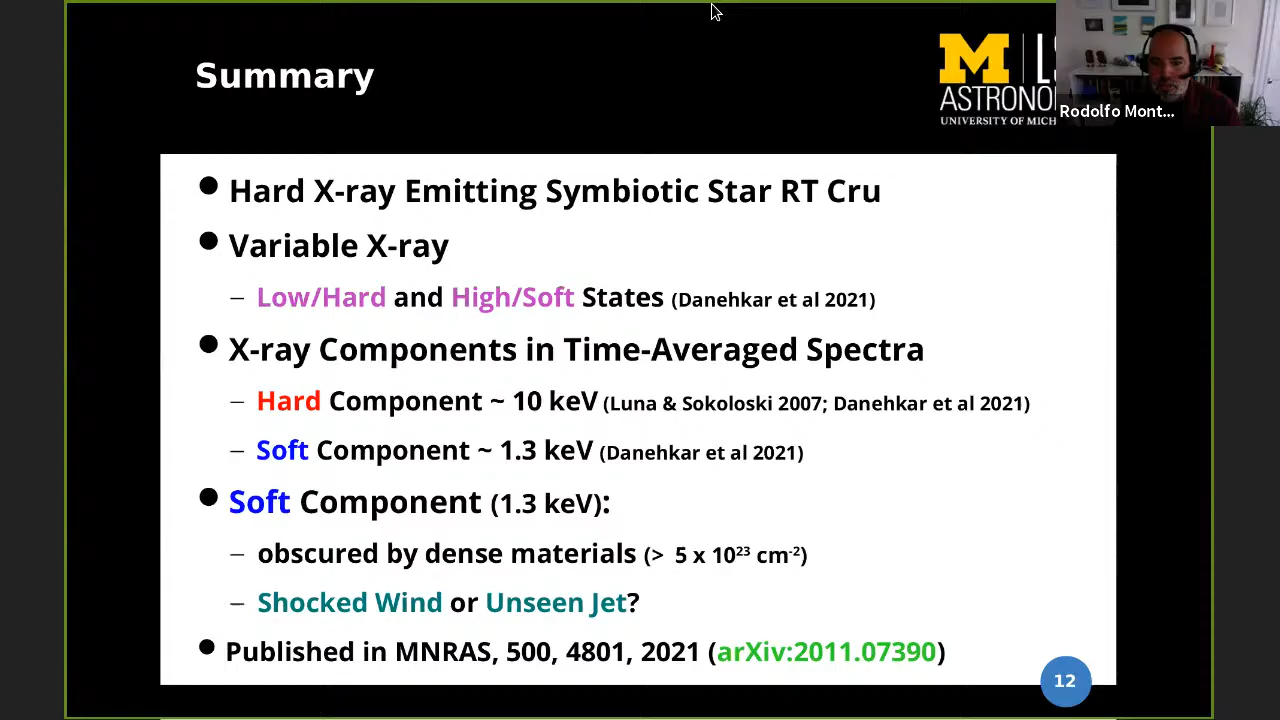 Summary
M | LS
ASTRONO
UNIVERSITY OF MICH
Rodolfo Mont...
● Hard X-ray Emitting Symbiotic Star RT Cru
● Variable X-ray
– Low/Hard and High/Soft States (Danehkar et al 2021)
● X-ray Components in Time-Averaged Spectra
– Hard Component ~ 10 keV (Luna & Sokoloski 2007; Danehkar et al 2021)
– Soft Component ~ 1.3 keV (Danehkar et al 2021)
● Soft Component (1.3 keV):
– obscured by dense materials (> 5 x 10²³ cm⁻²)
– Shocked Wind or Unseen Jet?
● Published in MNRAS, 500, 4801, 2021 (arXiv:2011.07390)
12